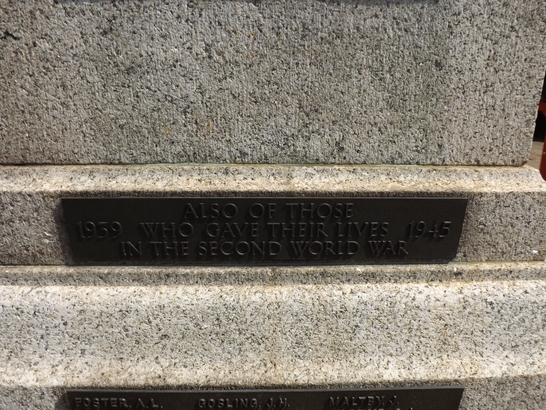 ALSO OF THOSE
1939 WHO GAVE THEIR LIVES 1945
IN THE SECOND WORLD WAR
FOSTER, A.L. GOSLING, J.H. MALTBY, J.